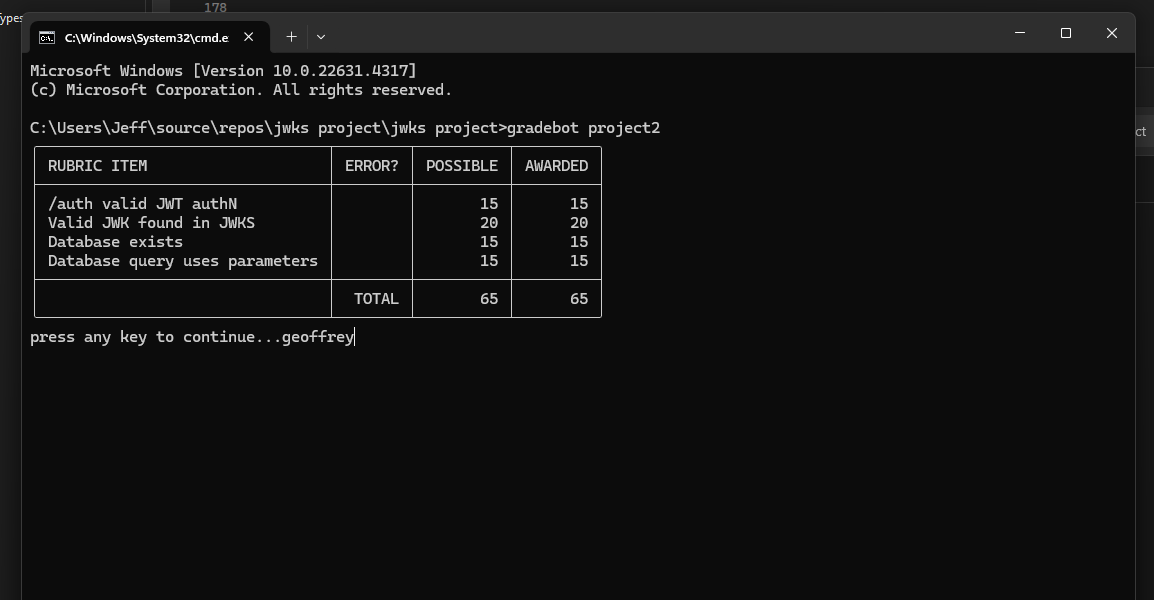 178
ypes
C:\Windows\System32\cmd.e
Microsoft Windows [Version 10.0.22631.4317]
(c) Microsoft Corporation. All rights reserved.
C:\Users\Jeff\source\repos\jwks project\jwks project>gradebot project2
RUBRIC ITEM ERROR? POSSIBLE AWARDED
/auth valid JWT authN 15 15
Valid JWK found in JWKS 20 20
Database exists 15 15
Database query uses parameters 15 15
TOTAL 65 65
press any key to continue...geoffrey
ct